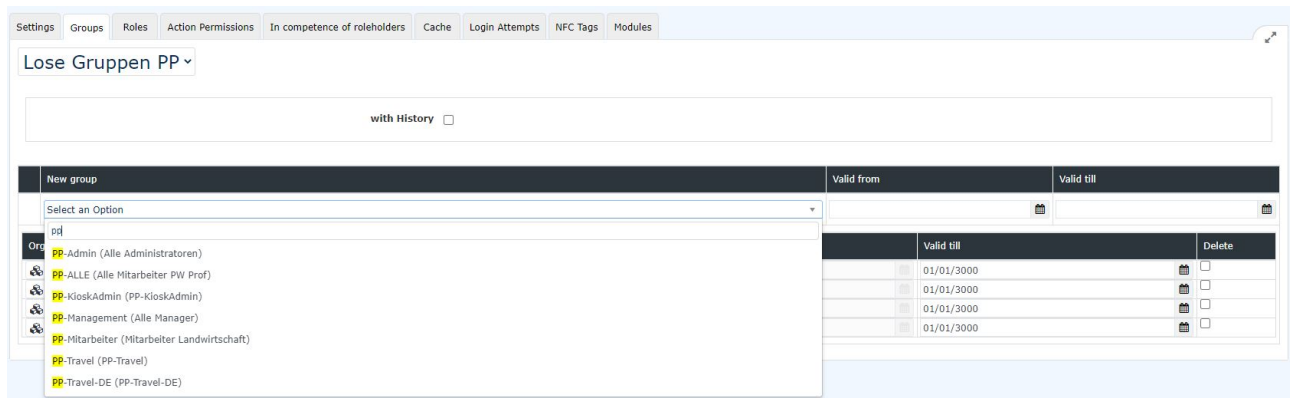 Settings Groups Roles Action Permissions In competence of roleholders Cache Login Attempts NFC Tags Modules
Lose Gruppen PP
with History
New group Valid from Valid till
Select an Option
pp
Org Valid till Delete
PP-Admin (Alle Administratoren)
01/01/3000
PP-ALLE (Alle Mitarbeiter PW Prof)
01/01/3000
PP-KioskAdmin (PP-KioskAdmin)
01/01/3000
PP-Management (Alle Manager)
01/01/3000
PP-Mitarbeiter (Mitarbeiter Landwirtschaft)
PP-Travel (PP-Travel)
PP-Travel-DE (PP-Travel-DE)